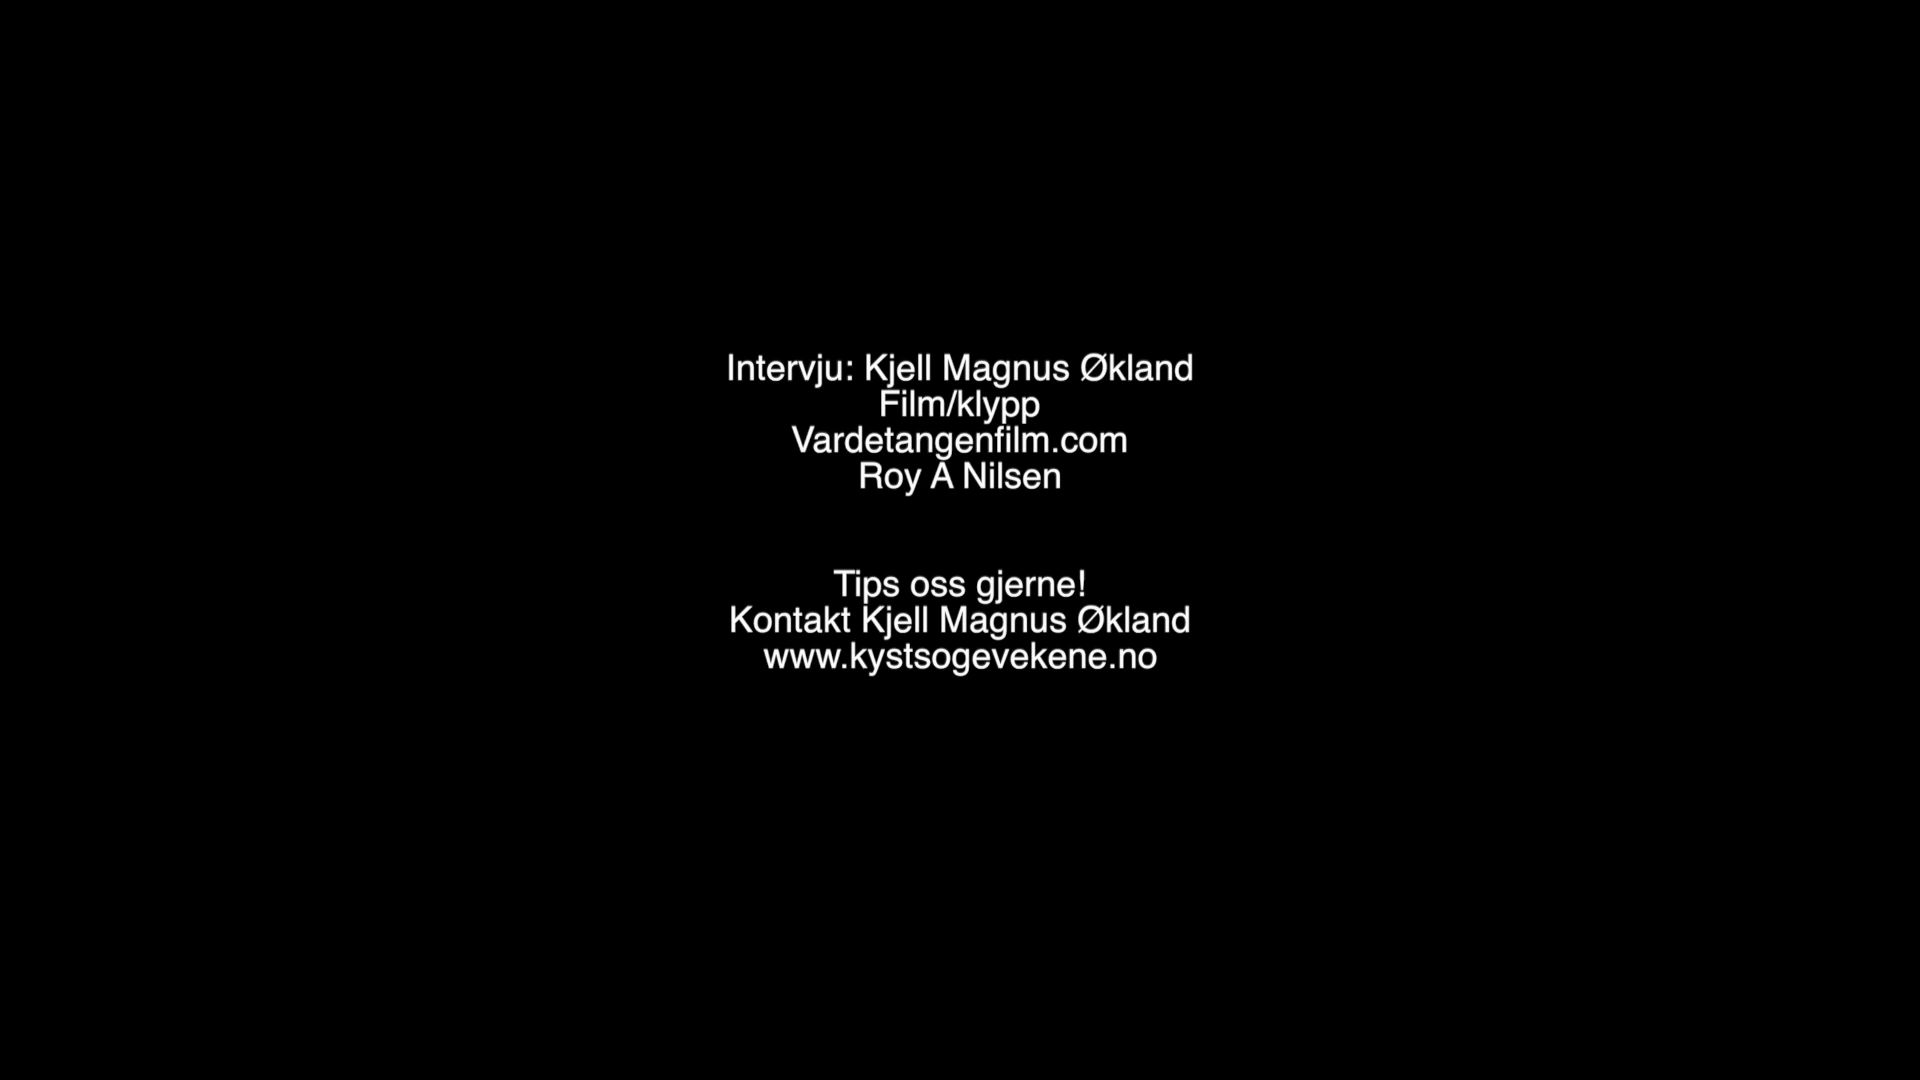 Intervju: Kjell Magnus Økland
Film/klypp
Vardetangenfilm.com
Roy A Nilsen
Tips oss gjerne!
Kontakt Kjell Magnus Økland
www.kystsogevekene.no